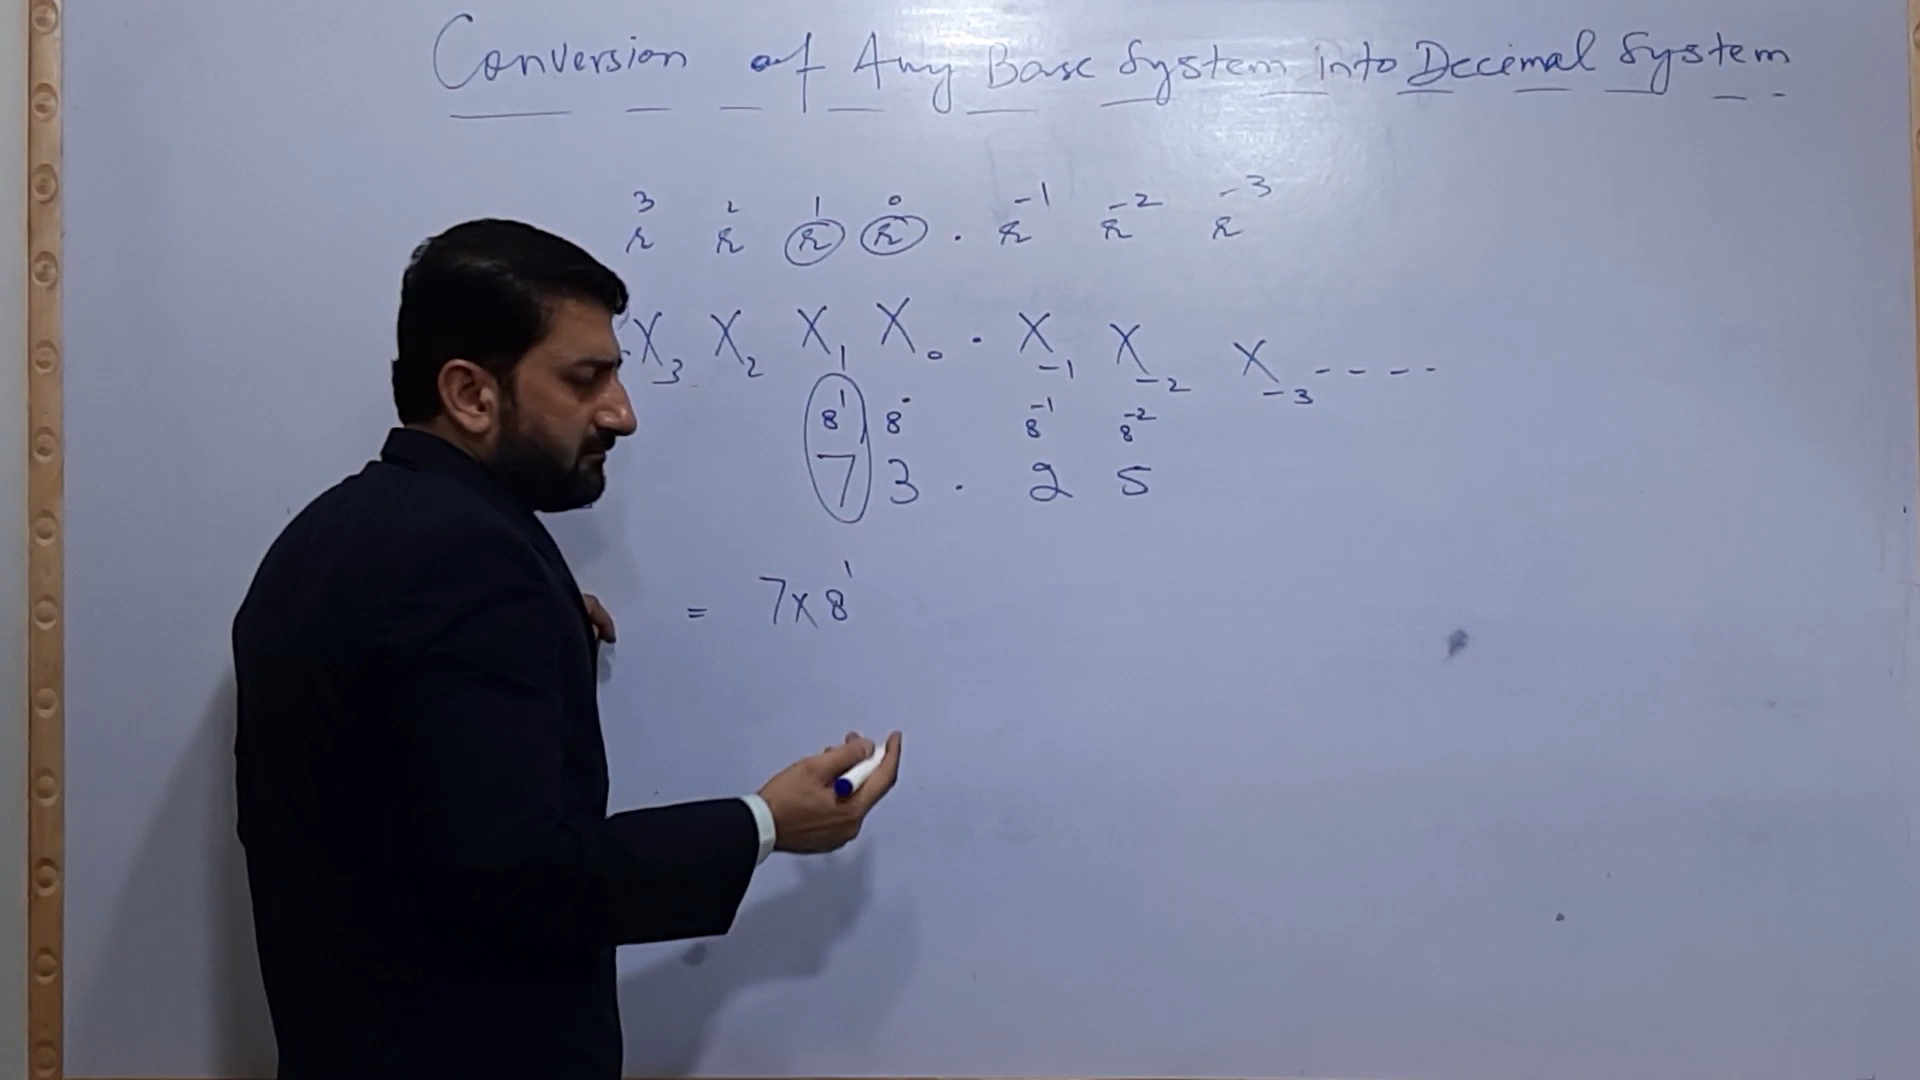 Conversion of Any Base System into Decimal System
r³ r² r¹ r⁰ . r⁻¹ r⁻² r⁻³
X₃ X₂ X₁ X₀ . X₋₁ X₋₂ X₋₃ ----
8¹ 8⁰ 8⁻¹ 8⁻²
7 3 . 2 5
= 7×8¹